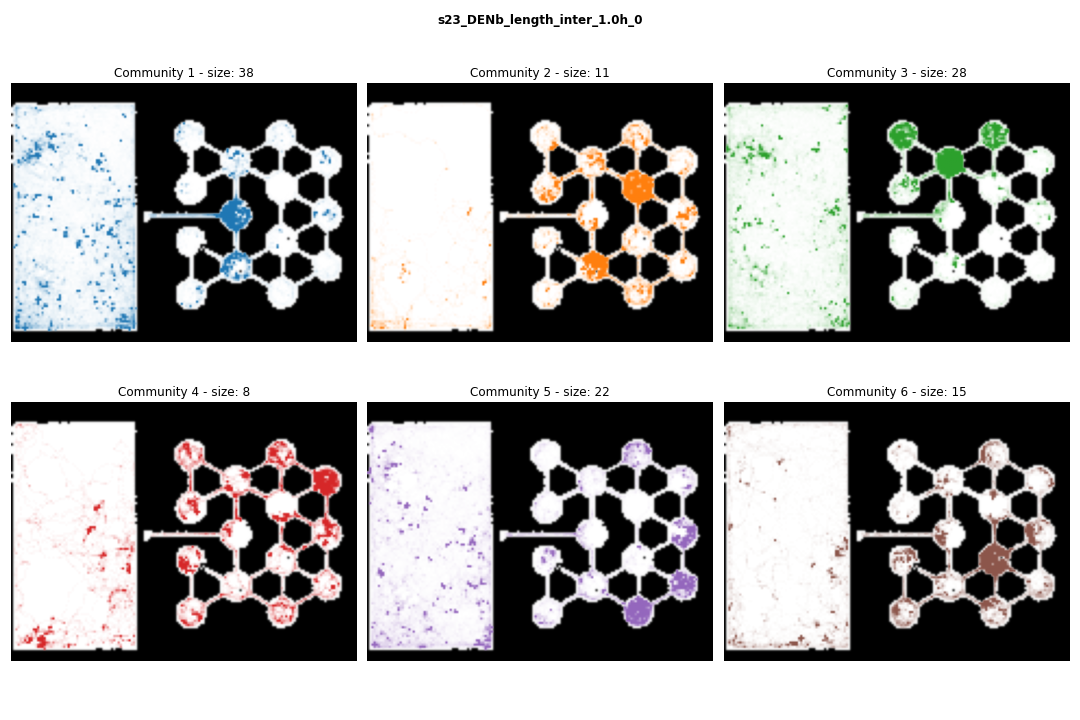 s23_DENb_length_inter_1.0h_0
Community 1 - size: 38
Community 2 - size: 11
Community 3 - size: 28
Community 4 - size: 8
Community 5 - size: 22
Community 6 - size: 15